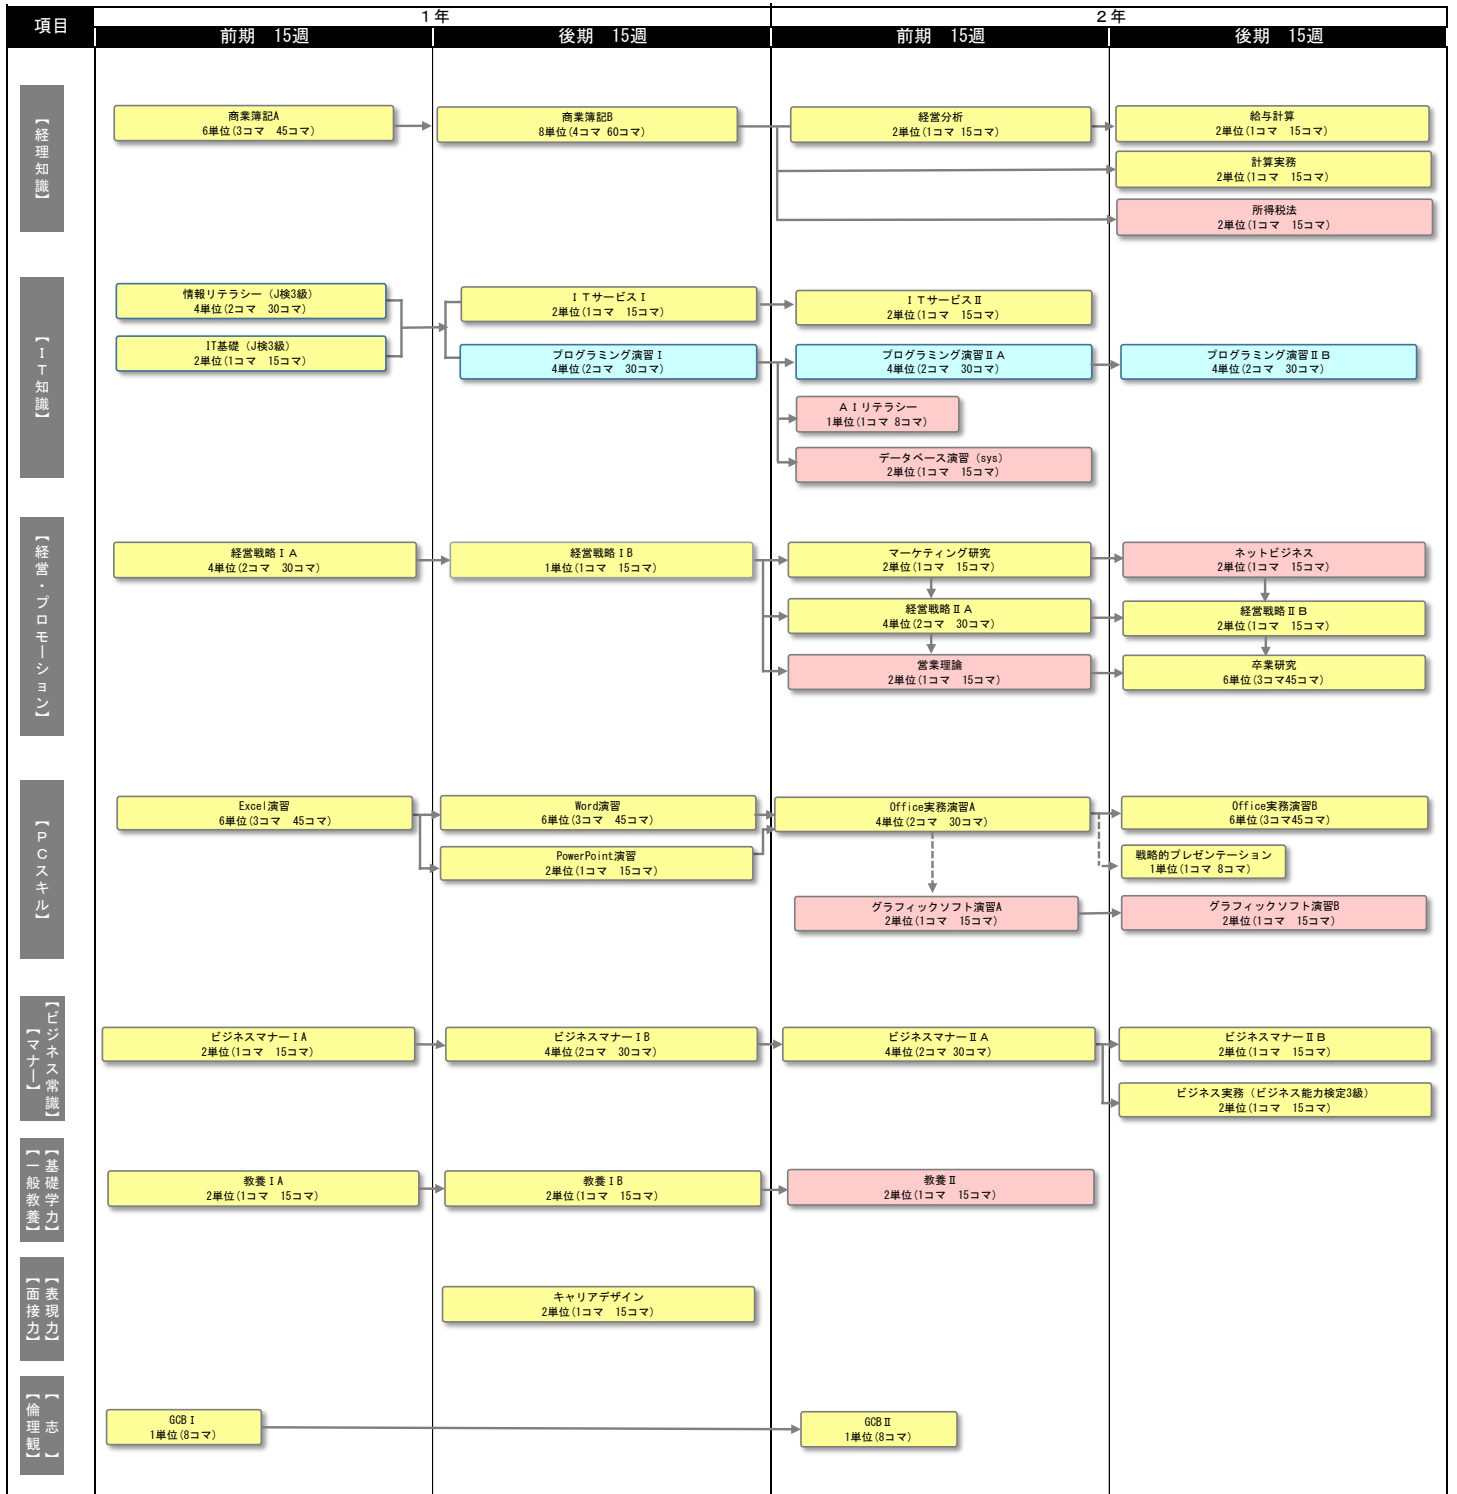 項目
1年
2年
前期　15週
後期　15週
前期　15週
後期　15週
【経理知識】
商業簿記A
6単位(3コマ　45コマ)
商業簿記B
8単位(4コマ 60コマ)
経営分析
2単位(1コマ 15コマ)
給与計算
2単位(1コマ　15コマ)
計算実務
2単位(1コマ　15コマ)
所得税法
2単位(1コマ　15コマ)
【ＩＴ知識】
情報リテラシー（J検3級）
4単位(2コマ　30コマ)
IT基礎（J検3級）
2単位(1コマ　15コマ)
ＩＴサービスⅠ
2単位(1コマ　15コマ)
プログラミング演習Ⅰ
4単位(2コマ　30コマ)
ＩＴサービスⅡ
2単位(1コマ　15コマ)
プログラミング演習ⅡＡ
4単位(2コマ　30コマ)
プログラミング演習ⅡＢ
4単位(2コマ　30コマ)
ＡＩリテラシー
1単位(1コマ 8コマ)
データベース演習（sys）
2単位(1コマ　15コマ)
【経営・プロモーション】
経営戦略ⅠＡ
4単位(2コマ　30コマ)
経営戦略ⅠB
1単位(1コマ　15コマ)
マーケティング研究
2単位(1コマ　15コマ)
ネットビジネス
2単位(1コマ　15コマ)
経営戦略ⅡＡ
4単位(2コマ　30コマ)
経営戦略ⅡＢ
2単位(1コマ　15コマ)
営業理論
2単位(1コマ　15コマ)
卒業研究
6単位(3コマ45コマ)
【ＰＣスキル】
Excel演習
6単位(3コマ　45コマ)
Word演習
6単位(3コマ　45コマ)
PowerPoint演習
2単位(1コマ　15コマ)
Office実務演習A
4単位(2コマ　30コマ)
Office実務演習B
6単位(3コマ45コマ)
戦略的プレゼンテーション
1単位(1コマ 8コマ)
グラフィックソフト演習A
2単位(1コマ　15コマ)
グラフィックソフト演習B
2単位(1コマ　15コマ)
【ビジネス常識】
【マナー】
ビジネスマナーⅠA
2単位(1コマ　15コマ)
ビジネスマナーⅠB
4単位(2コマ　30コマ)
ビジネスマナーⅡＡ
4単位(2コマ 30コマ)
ビジネスマナーⅡＢ
2単位(1コマ　15コマ)
ビジネス実務（ビジネス能力検定3級）
2単位(1コマ　15コマ)
【基礎学力】
【一般教養】
教養ⅠA
2単位(1コマ　15コマ)
教養ⅠB
2単位(1コマ　15コマ)
教養Ⅱ
2単位(1コマ　15コマ)
【表現力】
【面接力】
キャリアデザイン
2単位(1コマ　15コマ)
【志】
【倫理観】
GCBⅠ
1単位(8コマ)
GCBⅡ
1単位(8コマ)